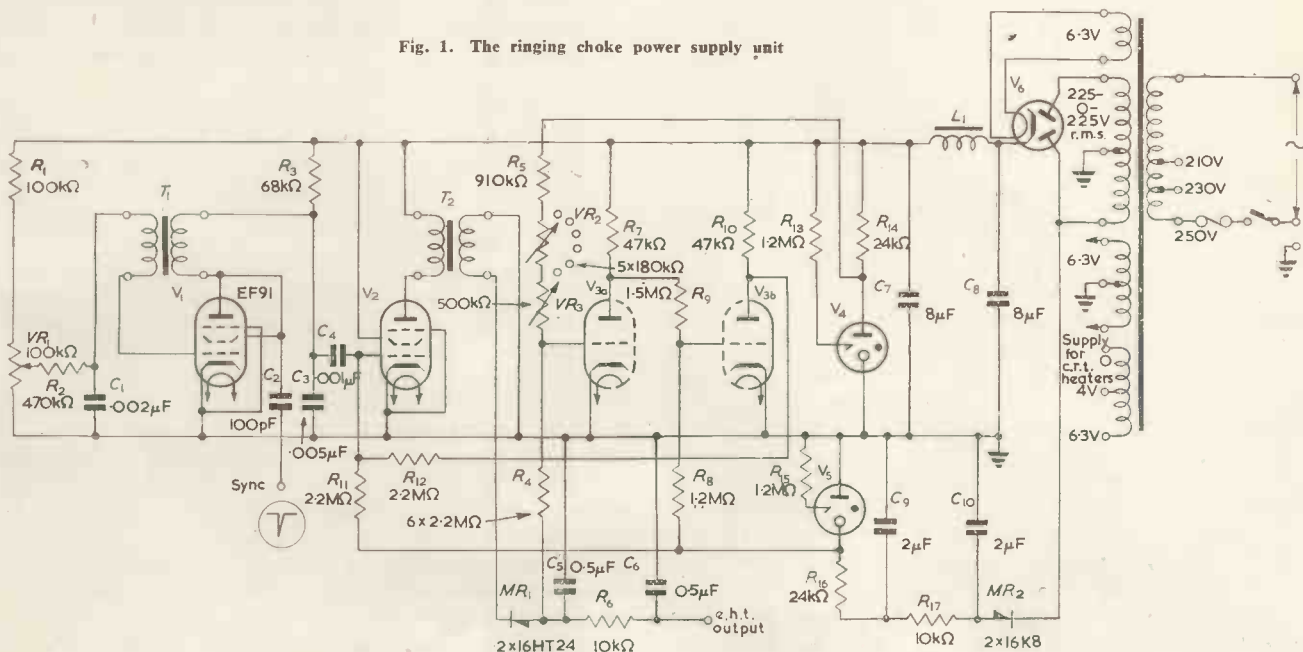 Fig. 1. The ringing choke power supply unit
6·3V
V6
225-
0-
225V
r.m.s.
L1
210V
230V
250V
R1
100kΩ
T1
R3
68kΩ
T2
R5
910kΩ
VR2
R7
47kΩ
5×180kΩ
1·5MΩ
R9
R10
47kΩ
R13
1·2MΩ
R14
24kΩ
C7
8μF
C8
8μF
6·3V
Supply
for
c.r.t.
heaters
4V
6·3V
V1
EF91
V2
500kΩ
VR3
V3a
V3b
V4
VR1
100kΩ
R2
470kΩ
C1
·002μF
C2
100pF
C3
·005μF
C4
·001μF
Sync
R11
2·2MΩ
R12
2·2MΩ
R4
6×2·2MΩ
R8
1·2MΩ
R15
1·2MΩ
V5
C9
2μF
C10
2μF
C5
0·5μF
C6
0·5μF
MR1
2×16HT24
R6
10kΩ
e.h.t.
output
R16
24kΩ
R17
10kΩ
MR2
2×16K8